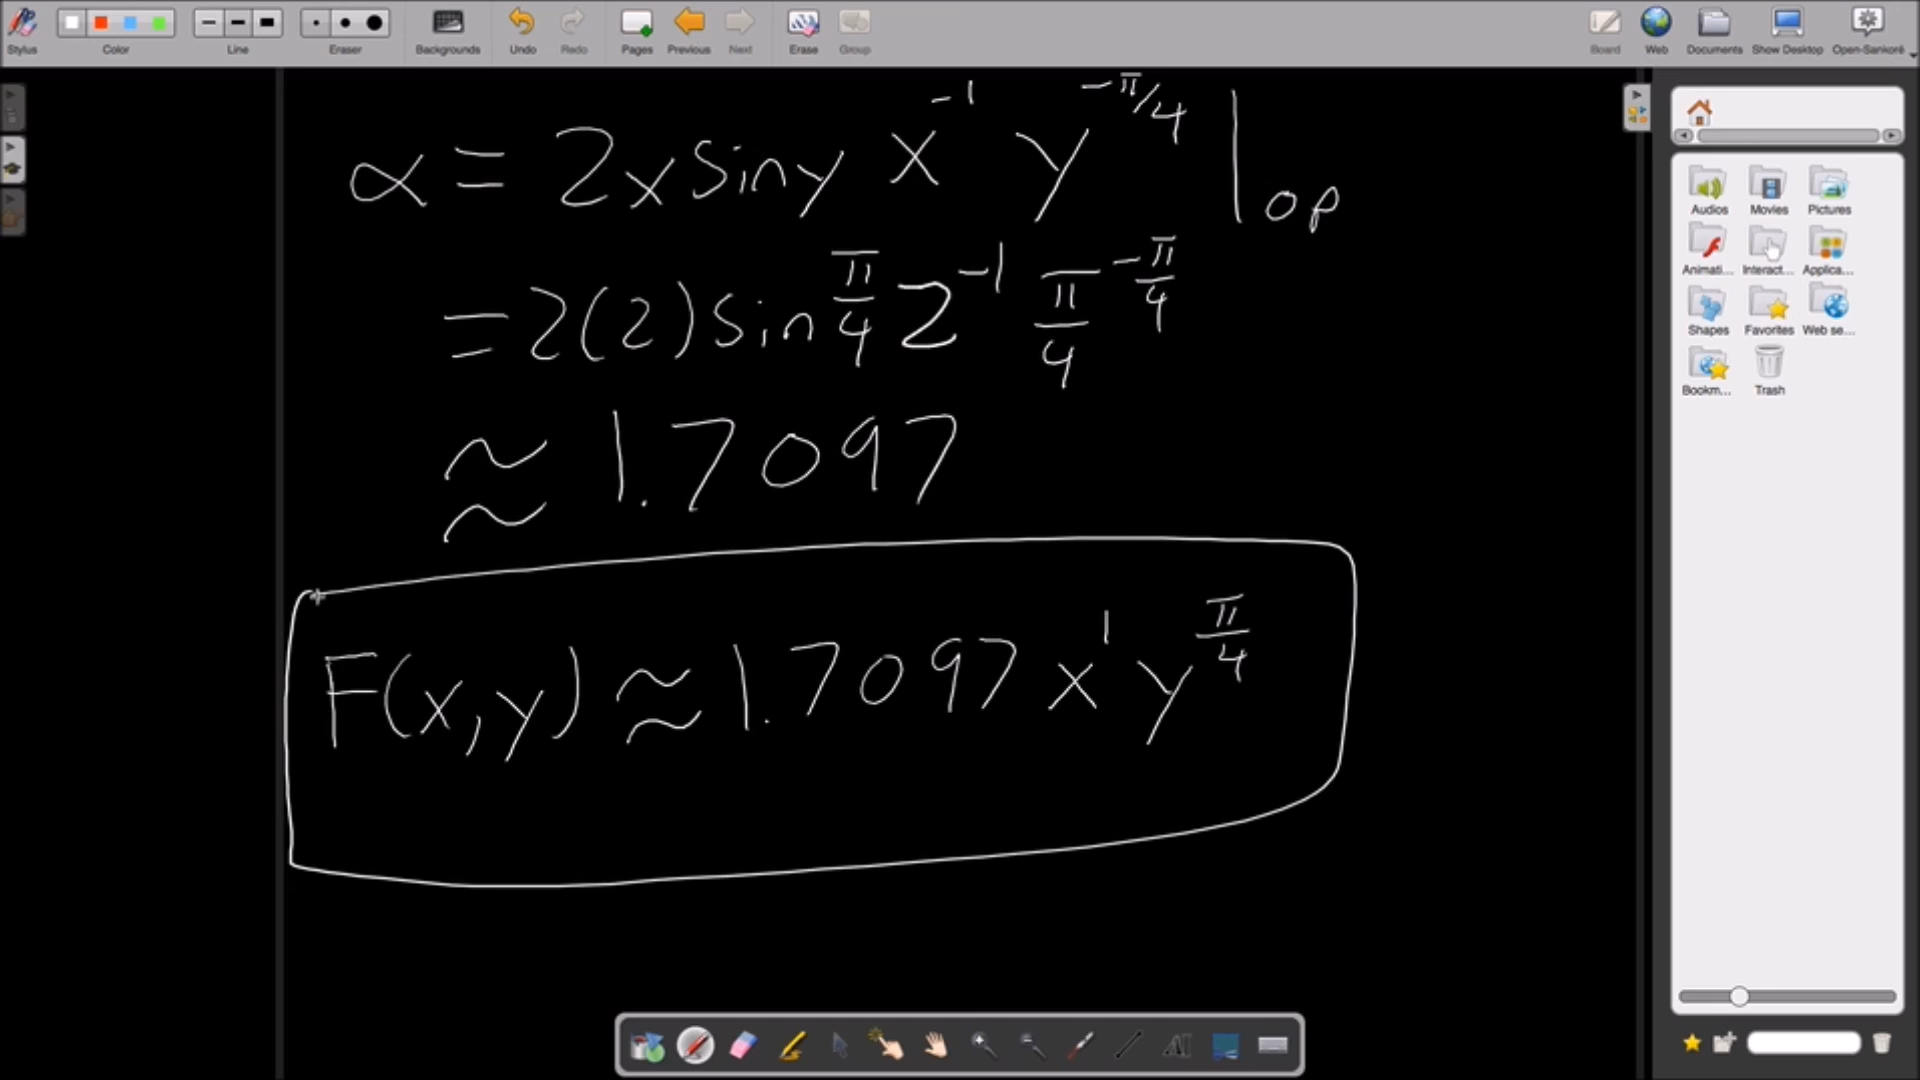 Stylus Color Line Eraser Backgrounds Undo Redo Pages Previous Next Erase Group Board Web Documents Show Desktop Open-Sankoré
α = 2x sin y x^-1 y^-π/4 |op
= 2(2) sin π/4 2^-1 π/4^-π/4
≈ 1.7097
F(x,y) ≈ 1.7097 x^1 y^π/4
Audios Movies Pictures
Animati... Interact... Applica...
Shapes Favorites Web se...
Bookm... Trash